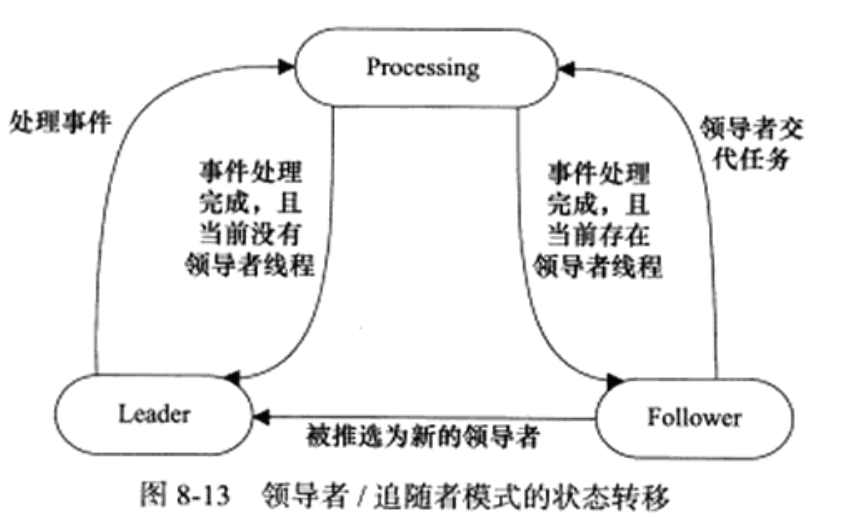 Processing
处理事件
领导者交
代任务
事件处理
完成，且
当前没有
领导者线程
事件处理
完成，且
当前存在
领导者线程
Leader
Follower
被推选为新的领导者
图 8-13 领导者 / 追随者模式的状态转移